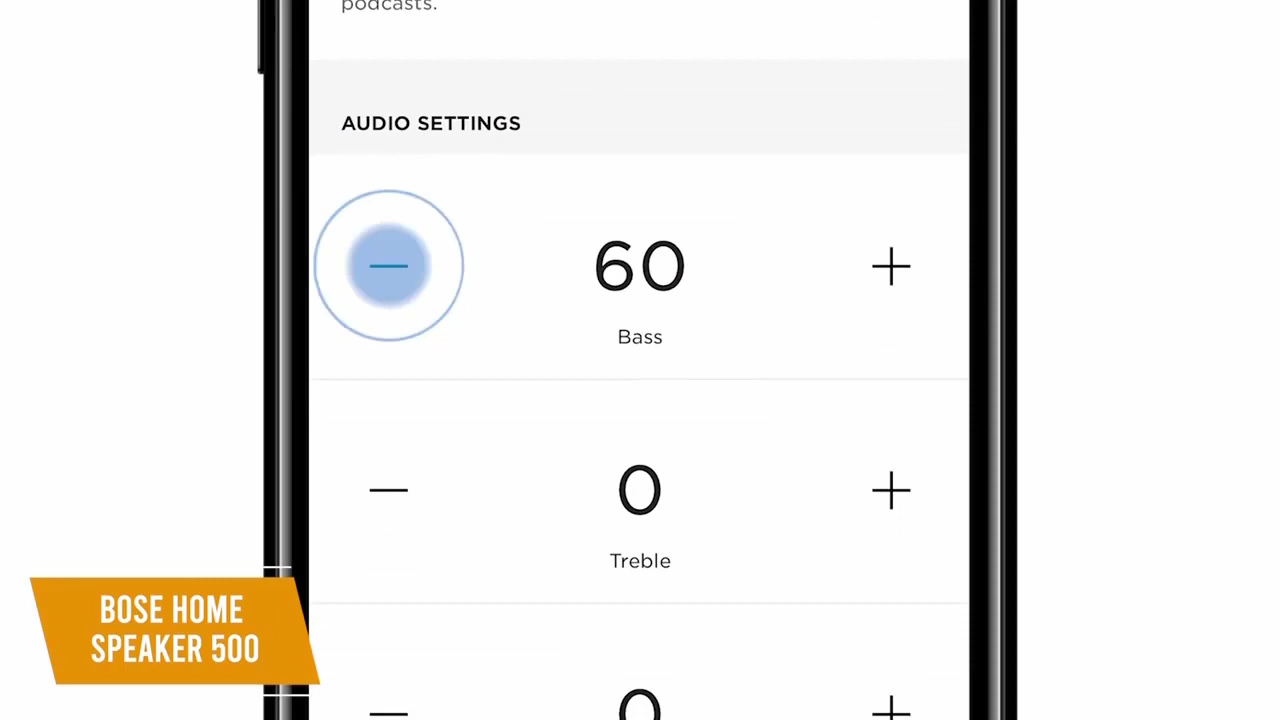 podcasts.
AUDIO SETTINGS
— 60 +
Bass
— 0 +
Treble
— 0 +
BOSE HOME
SPEAKER 500